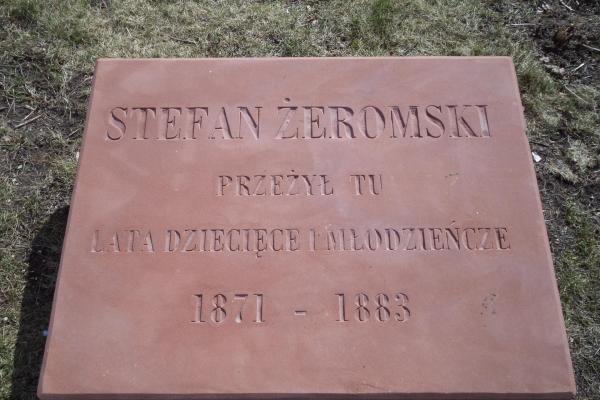 STEFAN ŻEROMSKI
PRZEŻYŁ TU
LATA DZIECIĘCE I MŁODZIEŃCZE
1871 - 1883